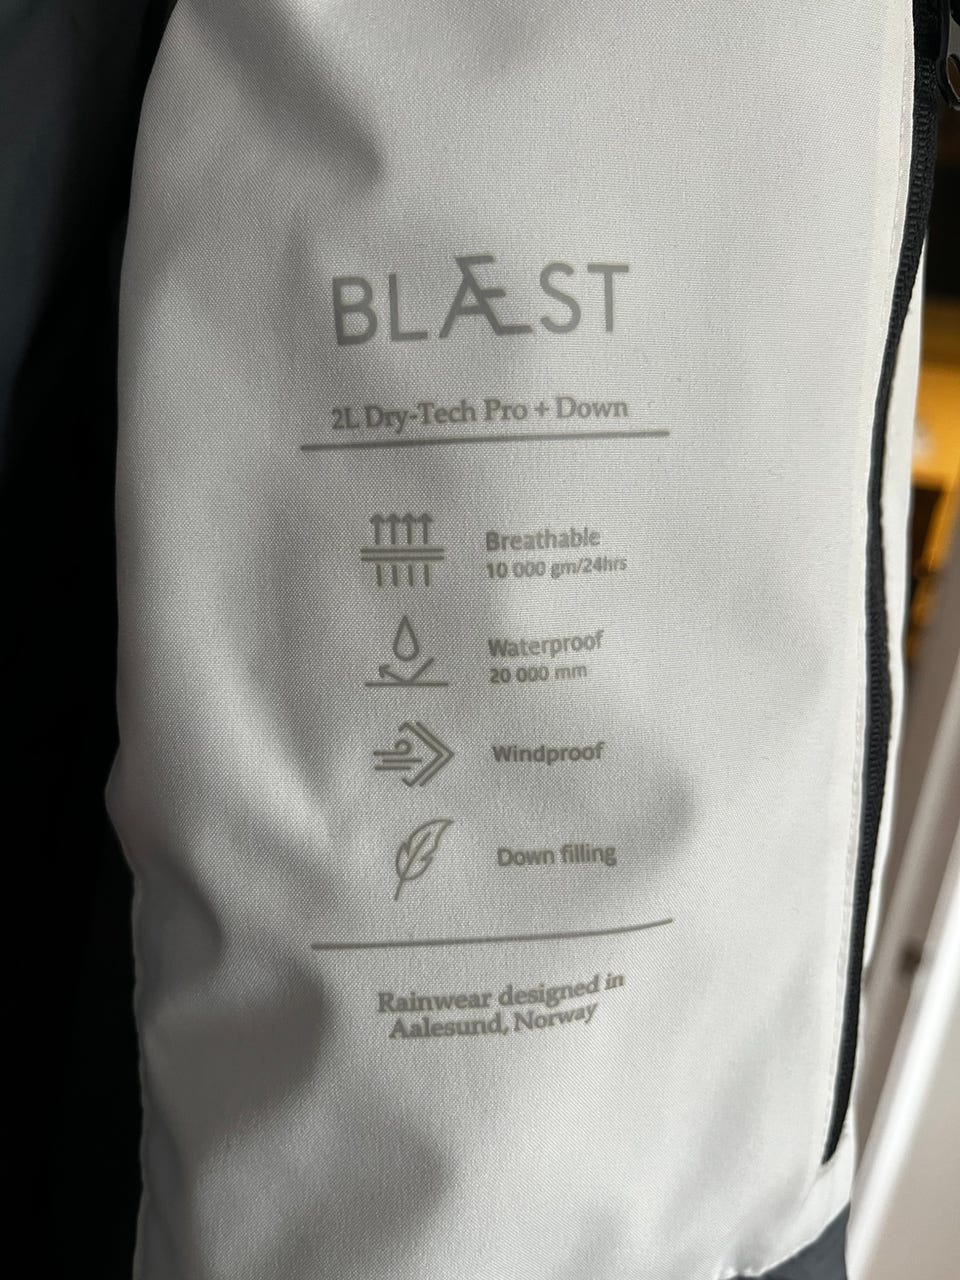 BLÆST
2L Dry-Tech Pro + Down
Breathable
10 000 gm/24hrs
Waterproof
20 000 mm
Windproof
Down filling
Rainwear designed in
Aalesund, Norway